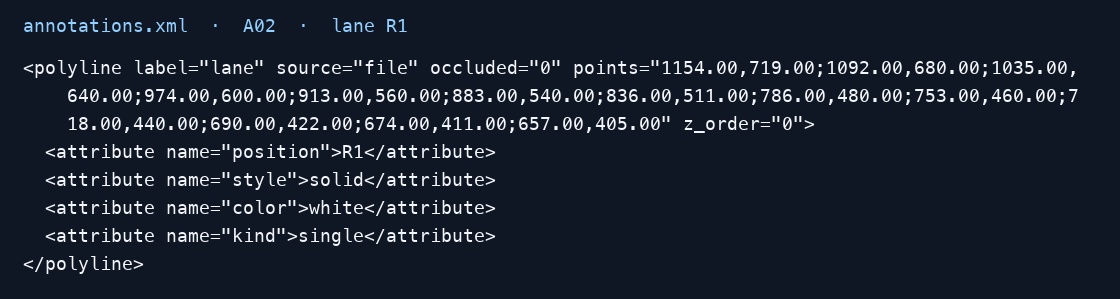 annotations.xml · A02 · lane R1
<polyline label="lane" source="file" occluded="0" points="1154.00,719.00;1092.00,680.00;1035.00,
640.00;974.00,600.00;913.00,560.00;883.00,540.00;836.00,511.00;786.00,480.00;753.00,460.00;7
18.00,440.00;690.00,422.00;674.00,411.00;657.00,405.00" z_order="0">
<attribute name="position">R1</attribute>
<attribute name="style">solid</attribute>
<attribute name="color">white</attribute>
<attribute name="kind">single</attribute>
</polyline>